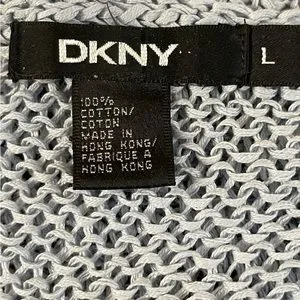 DKNY
L
100%
COTTON/
COTON
MADE IN
HONG KONG/
FABRIQUE A
HONG KONG